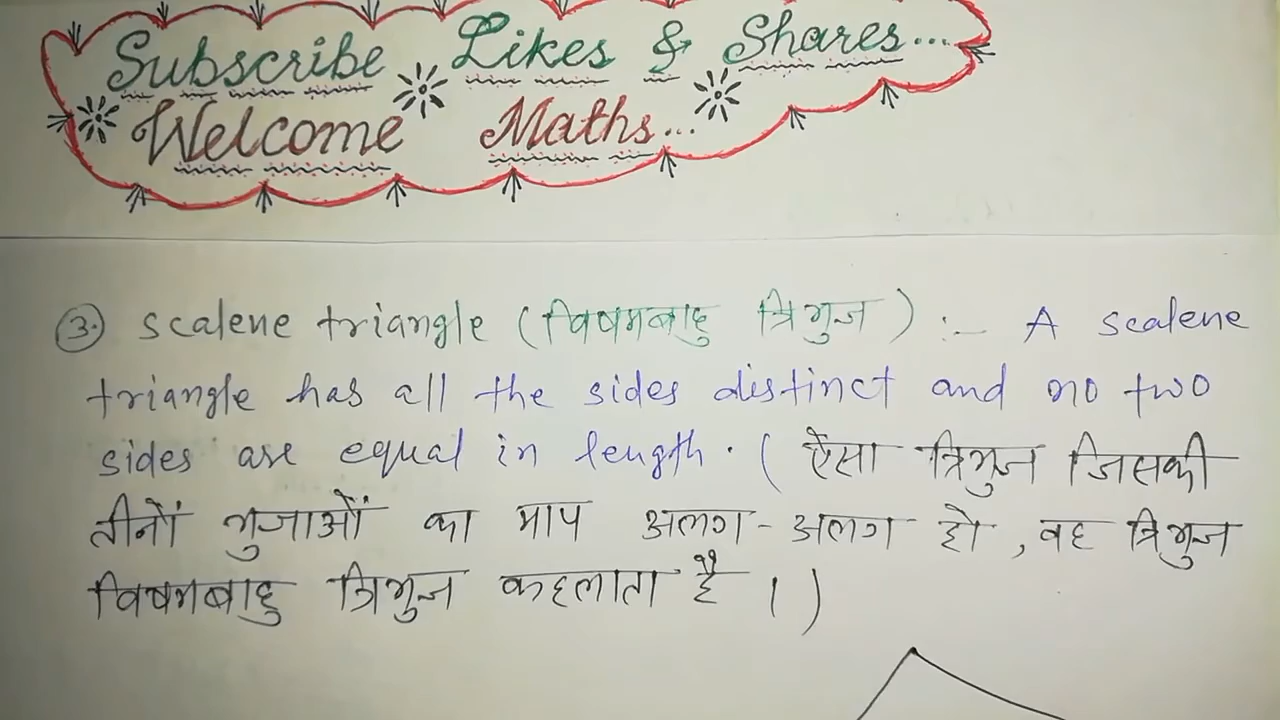 Subscribe Likes & Shares...
Welcome Maths...
3. scalene triangle (विषमबाहु त्रिभुज) :- A scalene
triangle has all the sides distinct and no two
sides are equal in length. (ऐसा त्रिभुज जिसकी
तीनों भुजाओं का माप अलग-अलग हो, वह त्रिभुज
विषमबाहु त्रिभुज कहलाता है।)